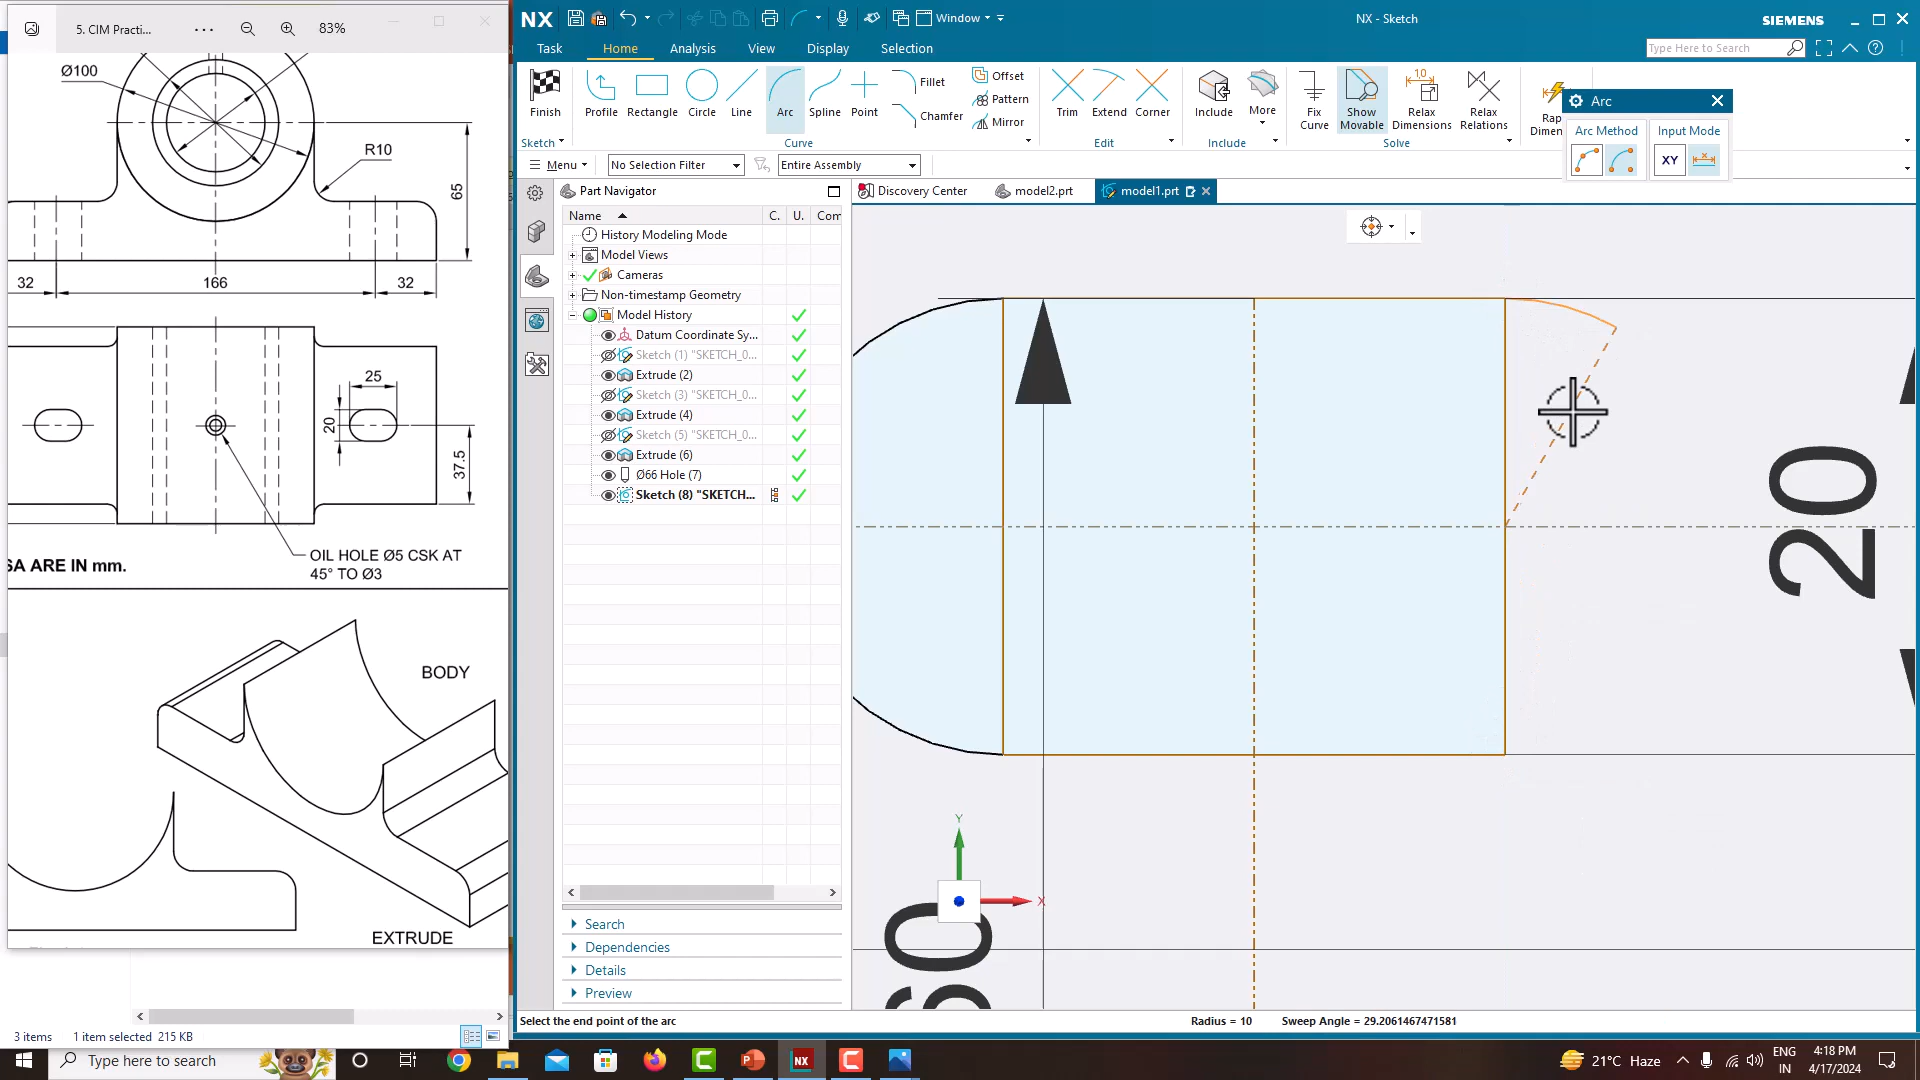 5. CIM Practi...
83%
NX
Window
NX - Sketch
SIEMENS
Task
Home
Analysis
View
Display
Selection
Type Here to Search
Finish
Profile
Rectangle
Circle
Line
Arc
Spline
Point
Fillet
Chamfer
Offset
Pattern
Mirror
Trim
Extend
Corner
Include
More
Fix
Curve
Show
Movable
Relax
Dimensions
Relax
Relations
Rap
Dimen
Sketch
Curve
Edit
Include
Solve
Arc
Arc Method
Input Mode
XY
Menu
No Selection Filter
Entire Assembly
Part Navigator
Discovery Center
model2.prt
model1.prt
Name
C.
U.
Com
History Modeling Mode
Model Views
Cameras
Non-timestamp Geometry
Model History
Datum Coordinate Sy...
Sketch (1) "SKETCH_0...
Extrude (2)
Sketch (3) "SKETCH_0...
Extrude (4)
Sketch (5) "SKETCH_0...
Extrude (6)
Ø66 Hole (7)
Sketch (8) "SKETCH...
Search
Dependencies
Details
Preview
Ø100
R10
65
32
166
32
25
20
37.5
OIL HOLE Ø5 CSK AT
45° TO Ø3
SA ARE IN mm.
BODY
EXTRUDE
20
60
Y
X
Select the end point of the arc
Radius = 10
Sweep Angle = 29.2061467471581
3 items
1 item selected 215 KB
Type here to search
NX
21°C Haze
ENG
IN
4:18 PM
4/17/2024